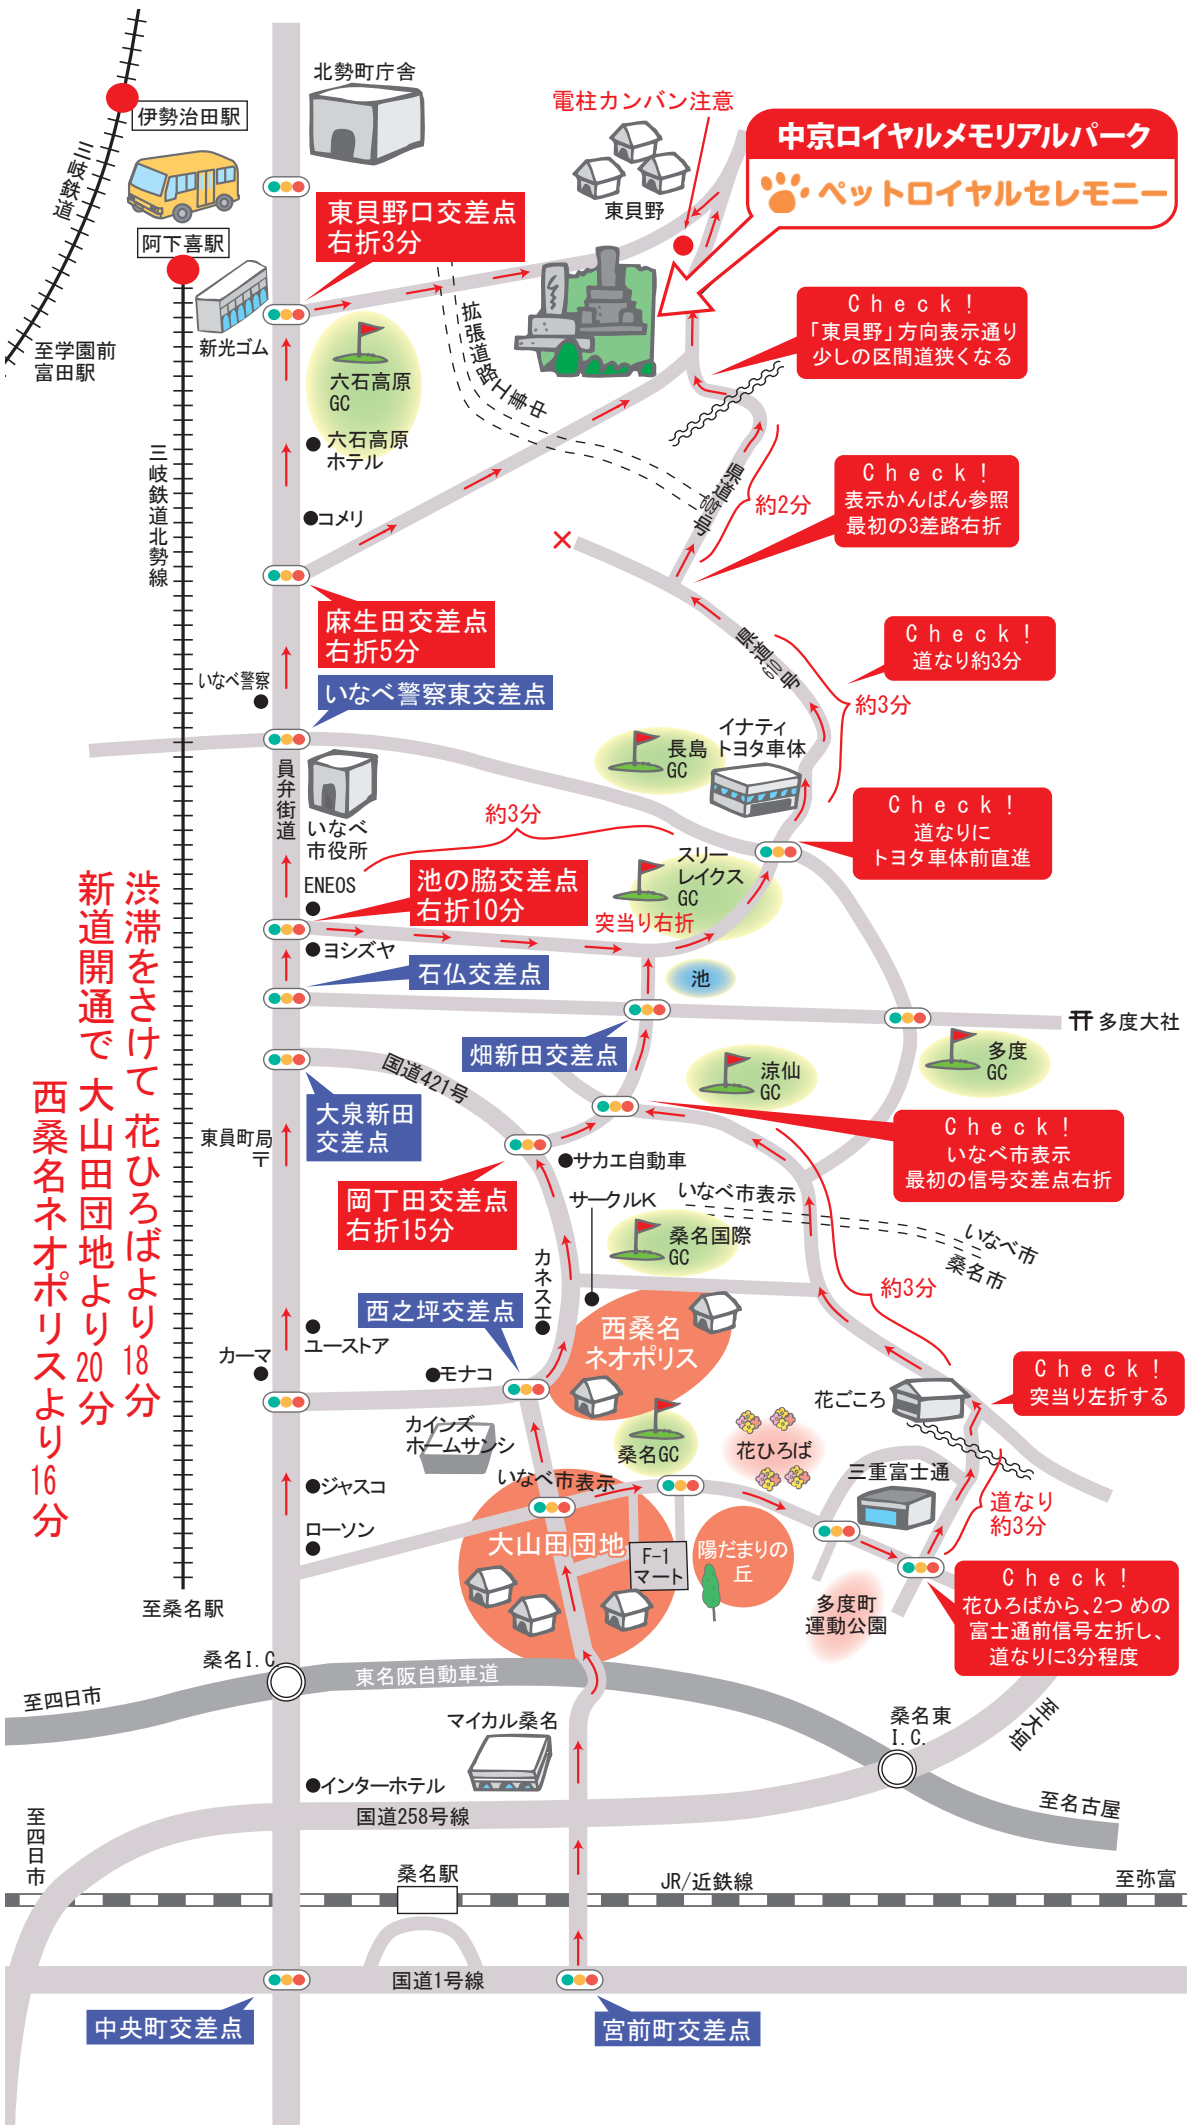 北勢町庁舎
伊勢治田駅
三岐鉄道
阿下喜駅
至学園前
富田駅
新光ゴム
電柱カンバン注意
東貝野
中京ロイヤルメモリアルパーク
ペットロイヤルセレモニー
東貝野口交差点
右折3分
拡張道路工事中
六石高原
GC
六石高原
ホテル
コメリ
三岐鉄道北勢線
Check!
「東貝野」方向表示通り
少しの区間道狭くなる
県道605号
約2分
Check!
表示かんばん参照
最初の3差路右折
×
麻生田交差点
右折5分
いなべ警察
いなべ警察東交差点
県道610号
Check!
道なり約3分
約3分
長島
GC
イナティ
トヨタ車体
員弁街道
いなべ
市役所
約3分
Check!
道なりに
トヨタ車体前直進
スリー
レイクス
GC
ENEOS
池の脇交差点
右折10分
突当り右折
ヨシズヤ
石仏交差点
池
多度大社
畑新田交差点
国道421号
涼仙
GC
多度
GC
大泉新田
交差点
東員町局
〒
Check!
いなべ市表示
最初の信号交差点右折
サカエ自動車
岡丁田交差点
右折15分
サークルK
いなべ市表示
桑名国際
GC
いなべ市
桑名市
カネスエ
約3分
渋滞をさけて 花ひろばより18分
新道開通で 大山田団地より20分
西桑名ネオポリスより16分
西之坪交差点
西桑名
ネオポリス
ユーストア
カーマ
モナコ
Check!
突当り左折する
花ごころ
カインズ
ホームサンシ
桑名GC
花ひろば
いなべ市表示
三重富士通
道なり
約3分
ジャスコ
ローソン
大山田団地
F-1
マート
陽だまりの
丘
多度町
運動公園
Check!
花ひろばから、2つめの
富士通前信号左折し、
道なりに3分程度
至桑名駅
桑名I.C.
東名阪自動車道
至四日市
マイカル桑名
桑名東
I.C.
至大垣
インターホテル
国道258号線
至名古屋
至四日市
桑名駅
JR/近鉄線
至弥富
国道1号線
中央町交差点
宮前町交差点